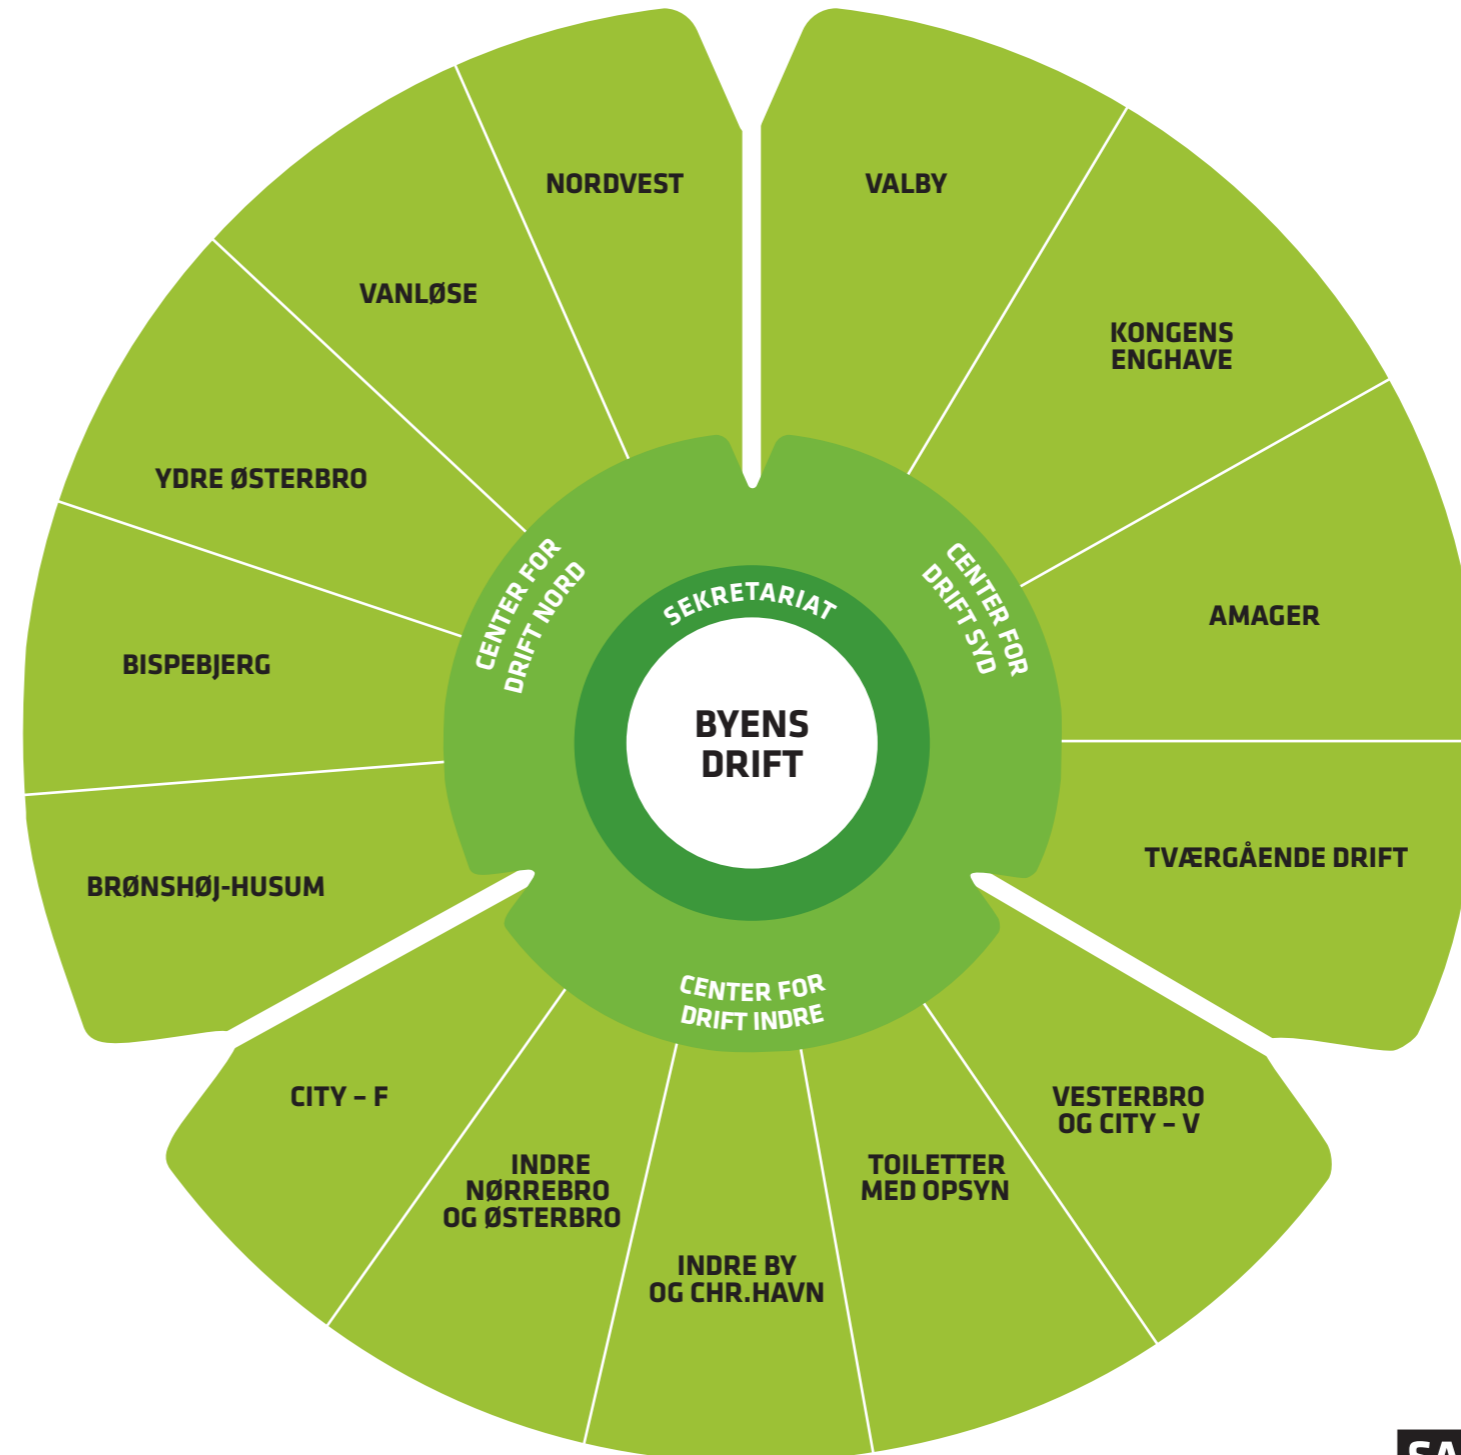 NORDVEST
VALBY
VANLØSE
KONGENS
ENGHAVE
YDRE ØSTERBRO
CENTER FOR
DRIFT NORD
CENTER FOR
DRIFT SYD
SEKRETARIAT
AMAGER
BISPEBJERG
BYENS
DRIFT
TVÆRGÅENDE DRIFT
BRØNSHØJ-HUSUM
CENTER FOR
DRIFT INDRE
CITY – F
VESTERBRO
OG CITY – V
INDRE
NØRREBRO
OG ØSTERBRO
TOILETTER
MED OPSYN
INDRE BY
OG CHR.HAVN